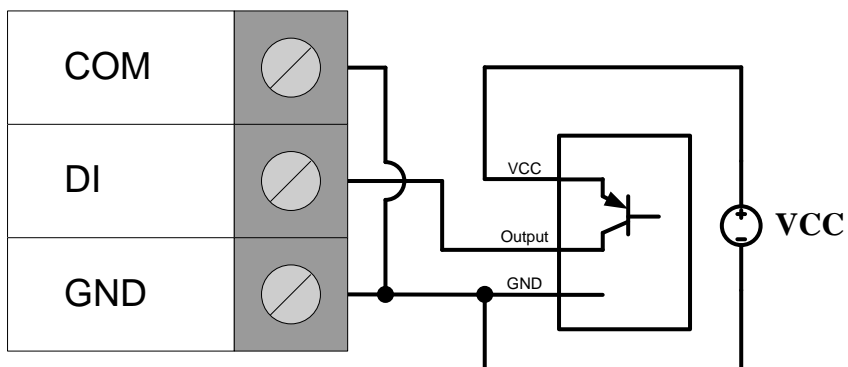 COM
DI
GND
VCC
Output
GND
VCC